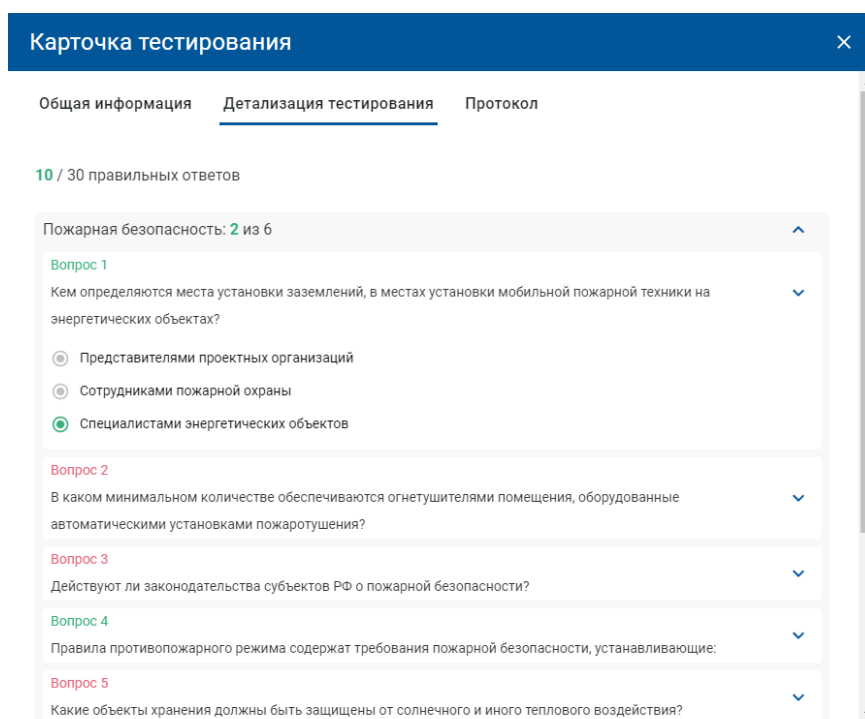 Карточка тестирования
Общая информация Детализация тестирования Протокол
10 / 30 правильных ответов
Пожарная безопасность: 2 из 6
Вопрос 1
Кем определяются места установки заземлений, в местах установки мобильной пожарной техники на
энергетических объектах?
Представителями проектных организаций
Сотрудниками пожарной охраны
Специалистами энергетических объектов
Вопрос 2
В каком минимальном количестве обеспечиваются огнетушителями помещения, оборудованные
автоматическими установками пожаротушения?
Вопрос 3
Действуют ли законодательства субъектов РФ о пожарной безопасности?
Вопрос 4
Правила противопожарного режима содержат требования пожарной безопасности, устанавливающие:
Вопрос 5
Какие объекты хранения должны быть защищены от солнечного и иного теплового воздействия?